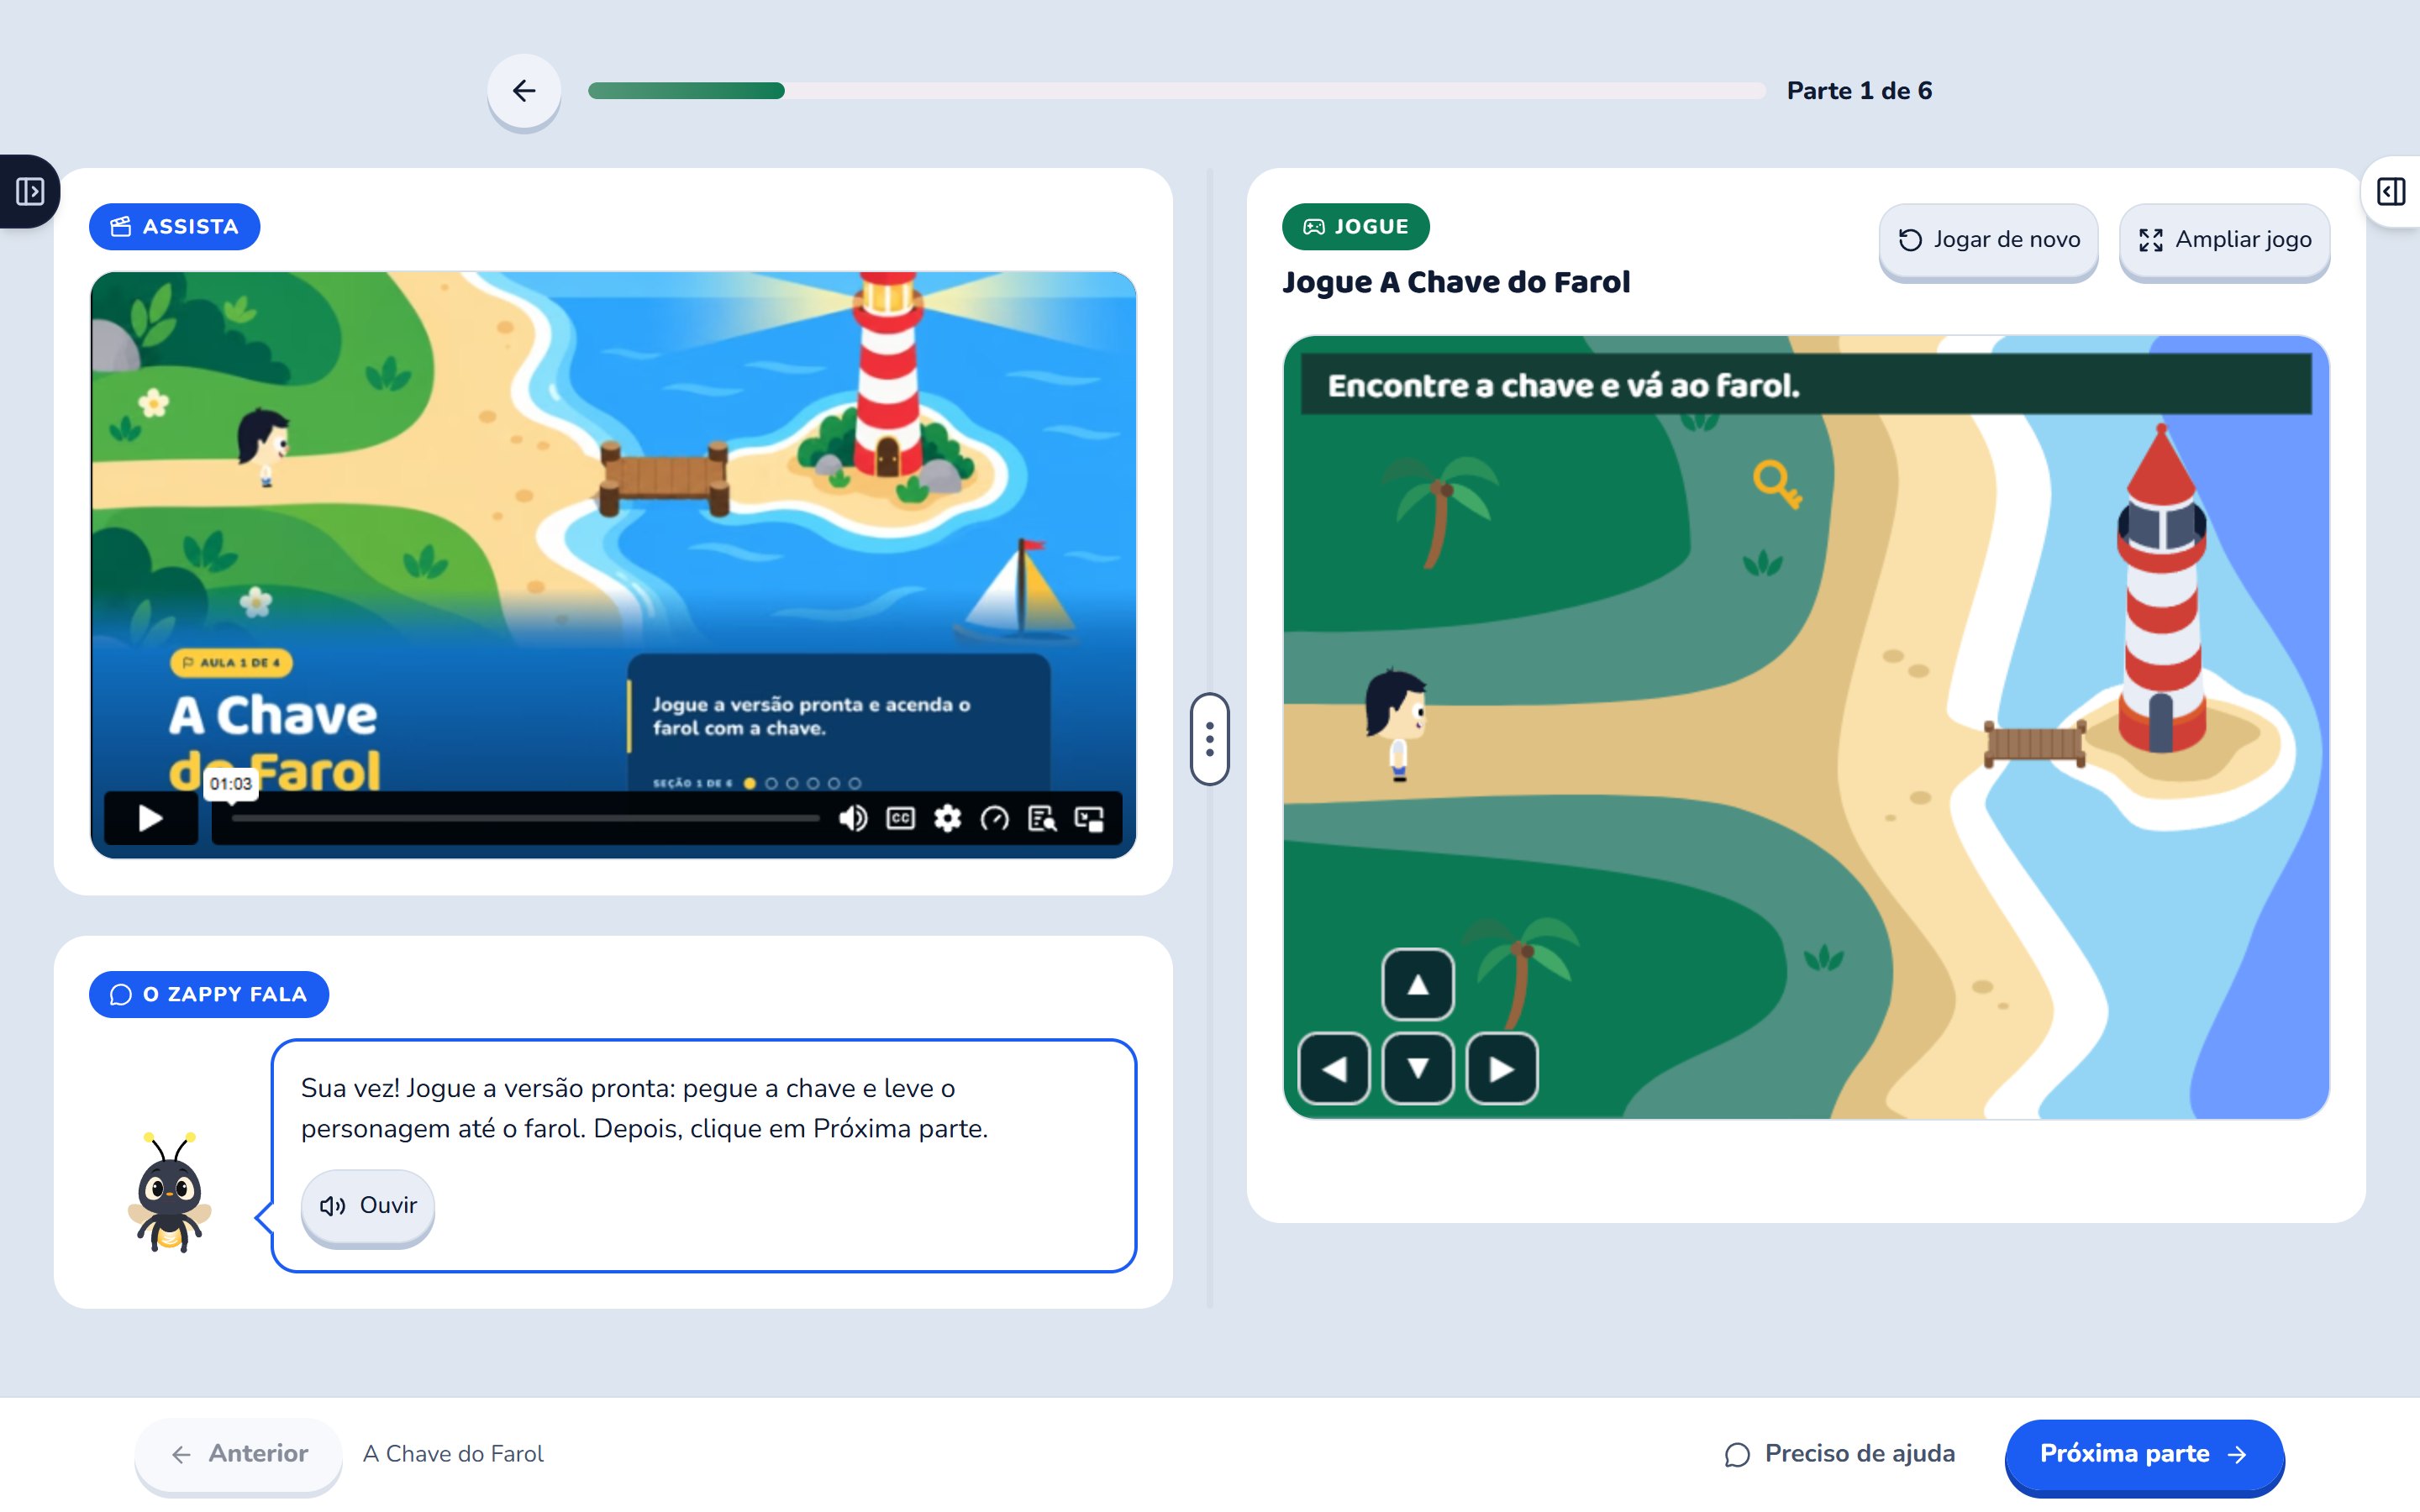 Parte 1 de 6
ASSISTA
AULA 1 DE 4
A Chave
do Farol
Jogue a versão pronta e acenda o
farol com a chave.
SEÇÃO 1 DE 6
01:03
CC
O ZAPPY FALA
Sua vez! Jogue a versão pronta: pegue a chave e leve o
personagem até o farol. Depois, clique em Próxima parte.
Ouvir
JOGUE
Jogue A Chave do Farol
Jogar de novo
Ampliar jogo
Encontre a chave e vá ao farol.
Anterior
A Chave do Farol
Preciso de ajuda
Próxima parte